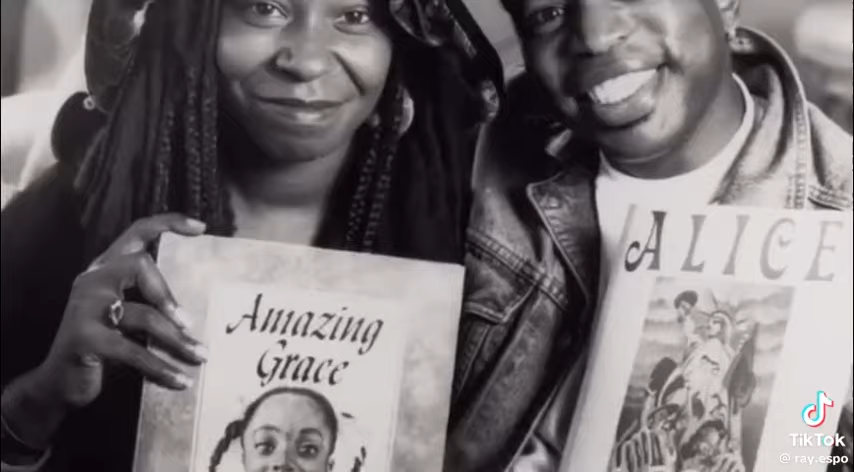 ALICE
Amazing
Grace
TikTok
@ ray.espo